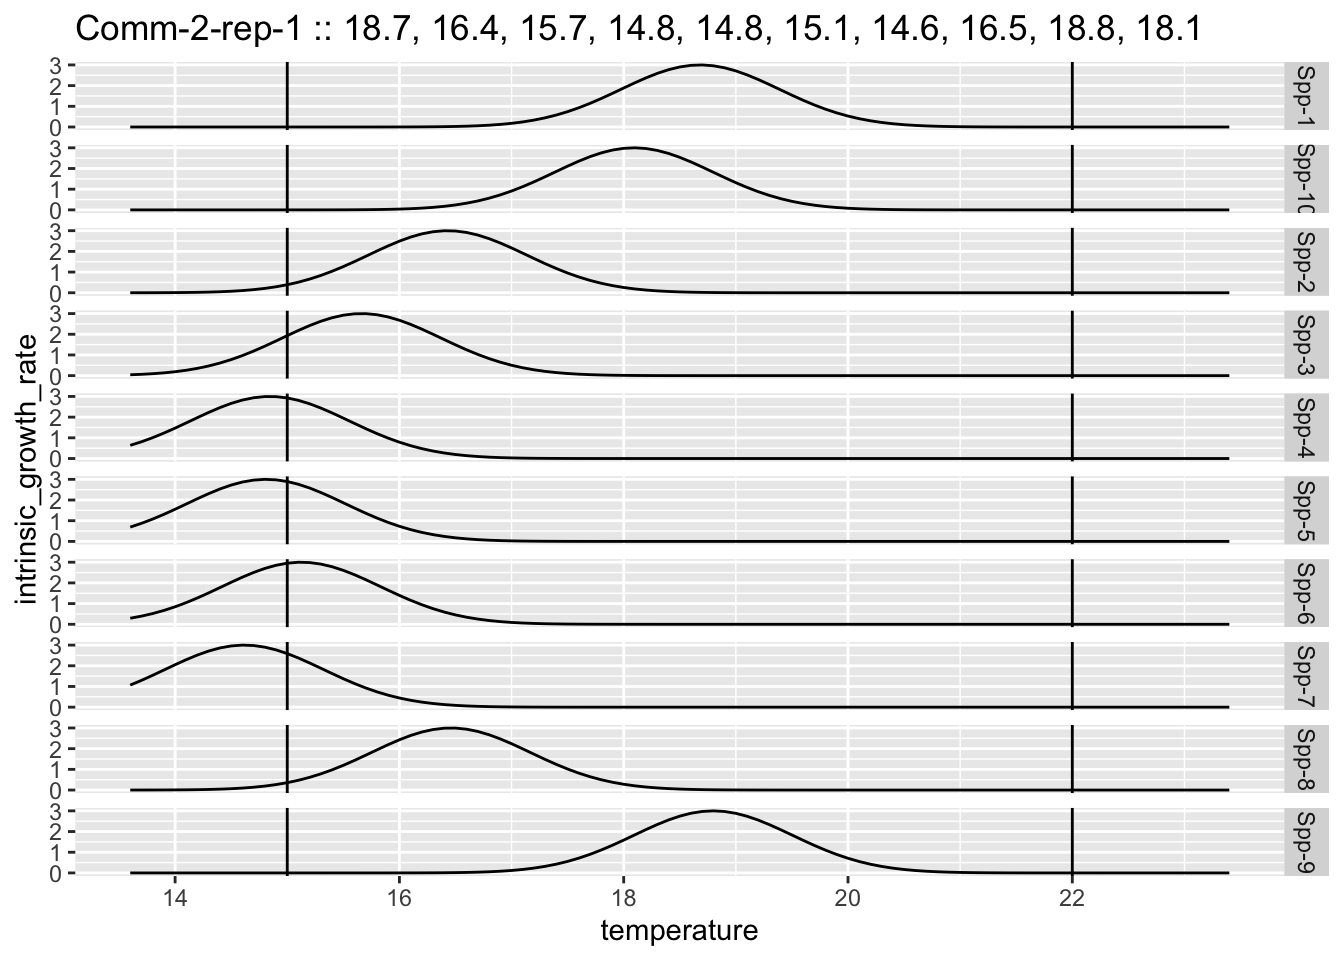 Comm-2-rep-1 :: 18.7, 16.4, 15.7, 14.8, 14.8, 15.1, 14.6, 16.5, 18.8, 18.1
intrinsic_growth_rate
3
2
1
0
Spp-1
3
2
1
0
Spp-10
3
2
1
0
Spp-2
3
2
1
0
Spp-3
3
2
1
0
Spp-4
3
2
1
0
Spp-5
3
2
1
0
Spp-6
3
2
1
0
Spp-7
3
2
1
0
Spp-8
3
2
1
0
Spp-9
14 16 18 20 22
temperature